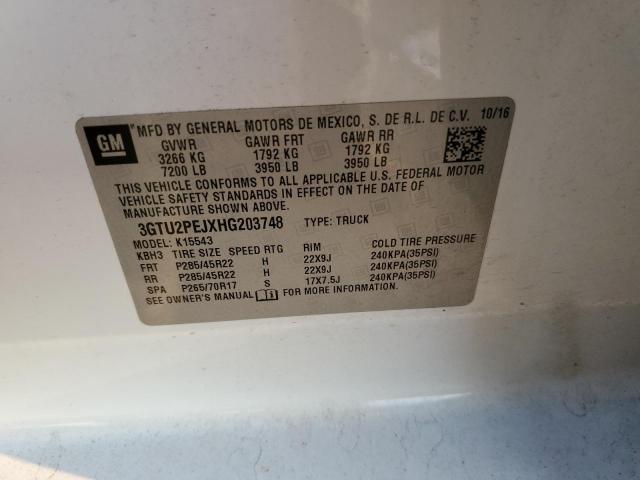 GM
MFD BY GENERAL MOTORS DE MEXICO, S. DE R.L. DE C.V. 10/16
GVWR GAWR FRT GAWR RR
3266 KG 1792 KG 1792 KG
7200 LB 3950 LB 3950 LB
THIS VEHICLE CONFORMS TO ALL APPLICABLE U.S. FEDERAL MOTOR
VEHICLE SAFETY STANDARDS IN EFFECT ON THE DATE OF
MANUFACTURE SHOWN ABOVE.
3GTU2PEJXHG203748 TYPE: TRUCK
MODEL: K15543
KBH3 TIRE SIZE SPEED RTG RIM COLD TIRE PRESSURE
FRT P285/45R22 H 22X9J 240KPA(35PSI)
RR P285/45R22 H 22X9J 240KPA(35PSI)
SPA P265/70R17 S 17X7.5J 240KPA(35PSI)
SEE OWNER'S MANUAL FOR MORE INFORMATION.